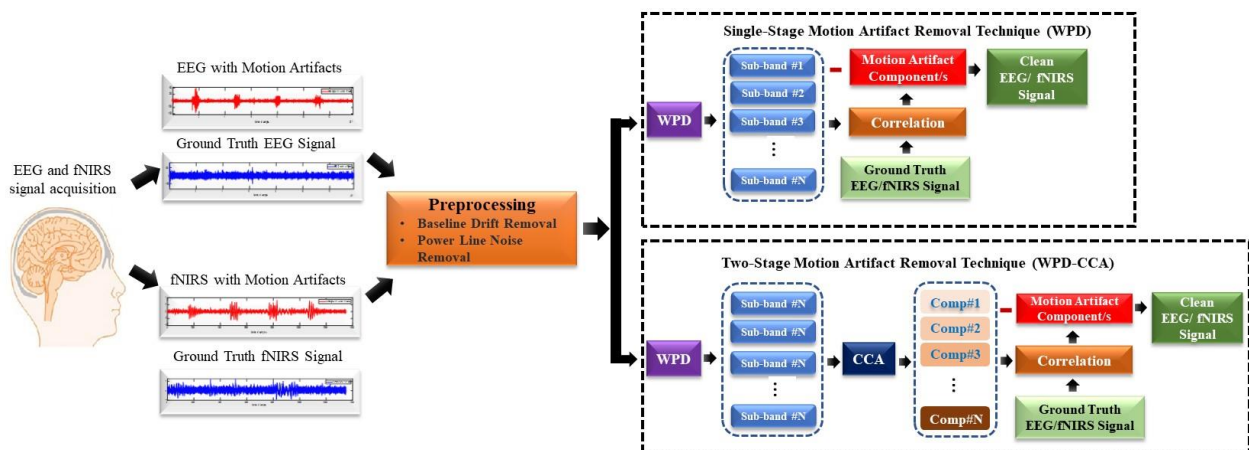 EEG and fNIRS
signal acquisition
EEG with Motion Artifacts
Ground Truth EEG Signal
fNIRS with Motion Artifacts
Ground Truth fNIRS Signal
Preprocessing
• Baseline Drift Removal
• Power Line Noise
Removal
Single-Stage Motion Artifact Removal Technique (WPD)
WPD
Sub-band #1
Sub-band #2
Sub-band #3
⋮
Sub-band #N
Motion Artifact
Component/s
Correlation
Ground Truth
EEG/fNIRS Signal
Clean
EEG/ fNIRS
Signal
Two-Stage Motion Artifact Removal Technique (WPD-CCA)
WPD
Sub-band #N
Sub-band #N
Sub-band #N
⋮
Sub-band #N
CCA
Comp#1
Comp#2
Comp#3
⋮
Comp#N
Motion Artifact
Component/s
Correlation
Ground Truth
EEG/fNIRS Signal
Clean
EEG/ fNIRS
Signal